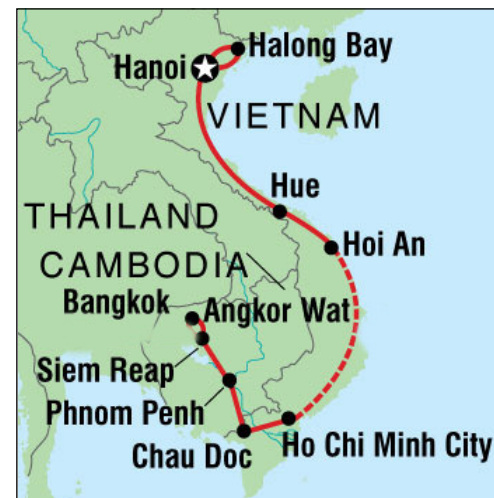 Halong Bay
Hanoi
VIETNAM
Hue
THAILAND
Hoi An
CAMBODIA
Bangkok
Angkor Wat
Siem Reap
Phnom Penh
Ho Chi Minh City
Chau Doc